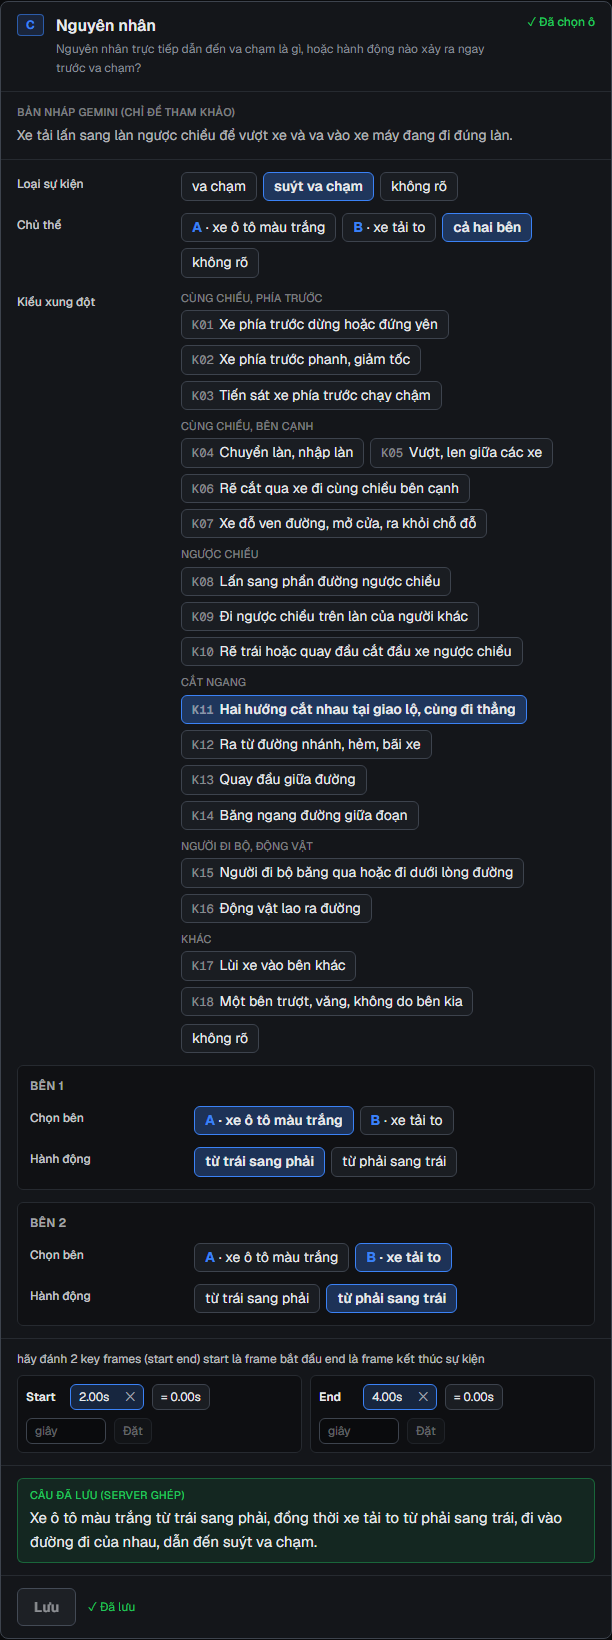 C Nguyên nhân ✓ Đã chọn ô
Nguyên nhân trực tiếp dẫn đến va chạm là gì, hoặc hành động nào xảy ra ngay
trước va chạm?
BẢN NHÁP GEMINI (CHỈ ĐỂ THAM KHẢO)
Xe tải lấn sang làn ngược chiều để vượt xe và va vào xe máy đang đi đúng làn.
Loại sự kiện va chạm suýt va chạm không rõ
Chủ thể A · xe ô tô màu trắng B · xe tải to cả hai bên
không rõ
Kiểu xung đột CÙNG CHIỀU, PHÍA TRƯỚC
K01 Xe phía trước dừng hoặc đứng yên
K02 Xe phía trước phanh, giảm tốc
K03 Tiến sát xe phía trước chạy chậm
CÙNG CHIỀU, BÊN CẠNH
K04 Chuyển làn, nhập làn K05 Vượt, len giữa các xe
K06 Rẽ cắt qua xe đi cùng chiều bên cạnh
K07 Xe đỗ ven đường, mở cửa, ra khỏi chỗ đỗ
NGƯỢC CHIỀU
K08 Lấn sang phần đường ngược chiều
K09 Đi ngược chiều trên làn của người khác
K10 Rẽ trái hoặc quay đầu cắt đầu xe ngược chiều
CẮT NGANG
K11 Hai hướng cắt nhau tại giao lộ, cùng đi thẳng
K12 Ra từ đường nhánh, hẻm, bãi xe
K13 Quay đầu giữa đường
K14 Băng ngang đường giữa đoạn
NGƯỜI ĐI BỘ, ĐỘNG VẬT
K15 Người đi bộ băng qua hoặc đi dưới lòng đường
K16 Động vật lao ra đường
KHÁC
K17 Lùi xe vào bên khác
K18 Một bên trượt, văng, không do bên kia
không rõ
BÊN 1
Chọn bên A · xe ô tô màu trắng B · xe tải to
Hành động từ trái sang phải từ phải sang trái
BÊN 2
Chọn bên A · xe ô tô màu trắng B · xe tải to
Hành động từ trái sang phải từ phải sang trái
hãy đánh 2 key frames (start end) start là frame bắt đầu end là frame kết thúc sự kiện
Start 2.00s × = 0.00s End 4.00s × = 0.00s
giây Đặt giây Đặt
CÂU ĐÃ LƯU (SERVER GHÉP)
Xe ô tô màu trắng từ trái sang phải, đồng thời xe tải to từ phải sang trái, đi vào
đường đi của nhau, dẫn đến suýt va chạm.
Lưu ✓ Đã lưu